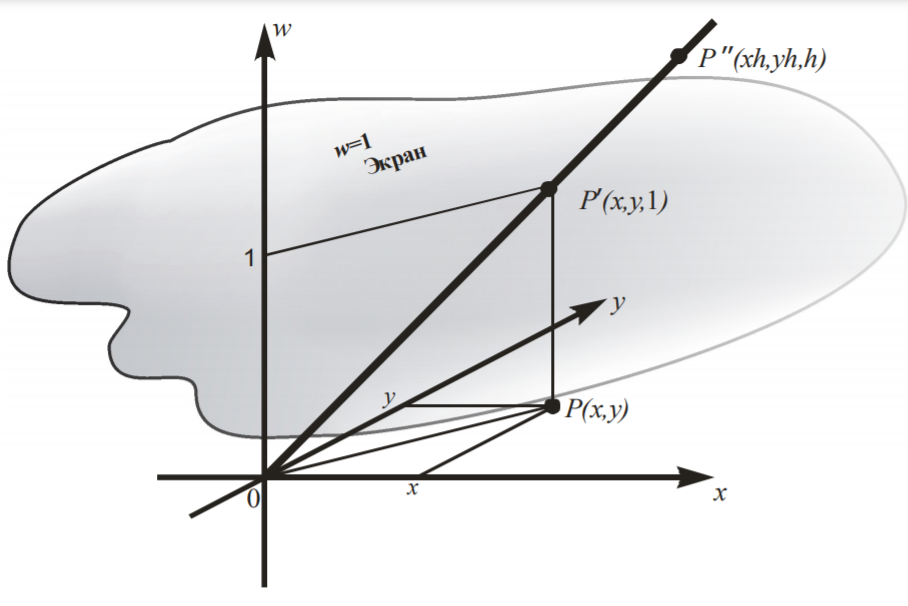 w
P″(xh,yh,h)
w=1
Экран
P′(x,y,1)
1
y
y
P(x,y)
0
x
x